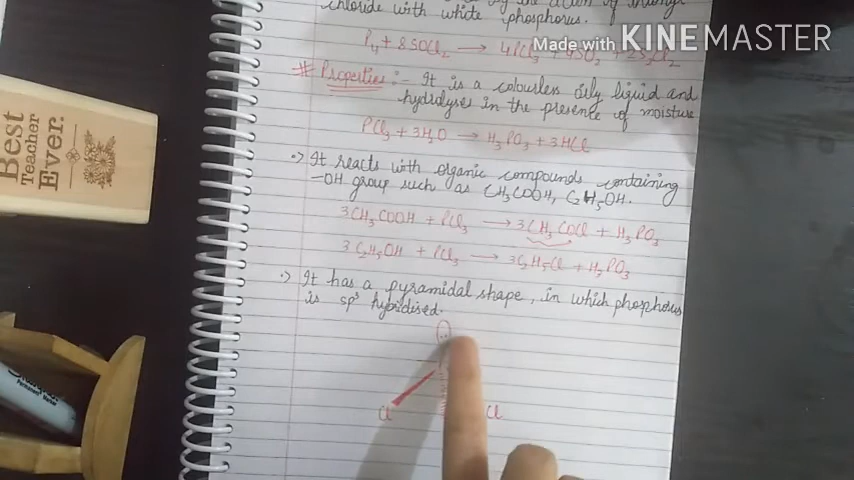 chloride with white phosphorus.
P4 + 8SOCl2 → 4PCl3 + 4SO2 + 2S2Cl2
Made with KINEMASTER
# Properties:- It is a colourless oily liquid and
hydrolyses in the presence of moisture
PCl3 + 3H2O → H3PO3 + 3HCl
It reacts with organic compounds containing
-OH group such as CH3COOH, C2H5OH.
3CH3COOH + PCl3 → 3CH3COCl + H3PO3
3C2H5OH + PCl3 → 3C2H5Cl + H3PO3
It has a pyramidal shape, in which phosphorus
is sp3 hybridised.
Cl Cl
Best
Teacher
Ever.
Permanent Marker